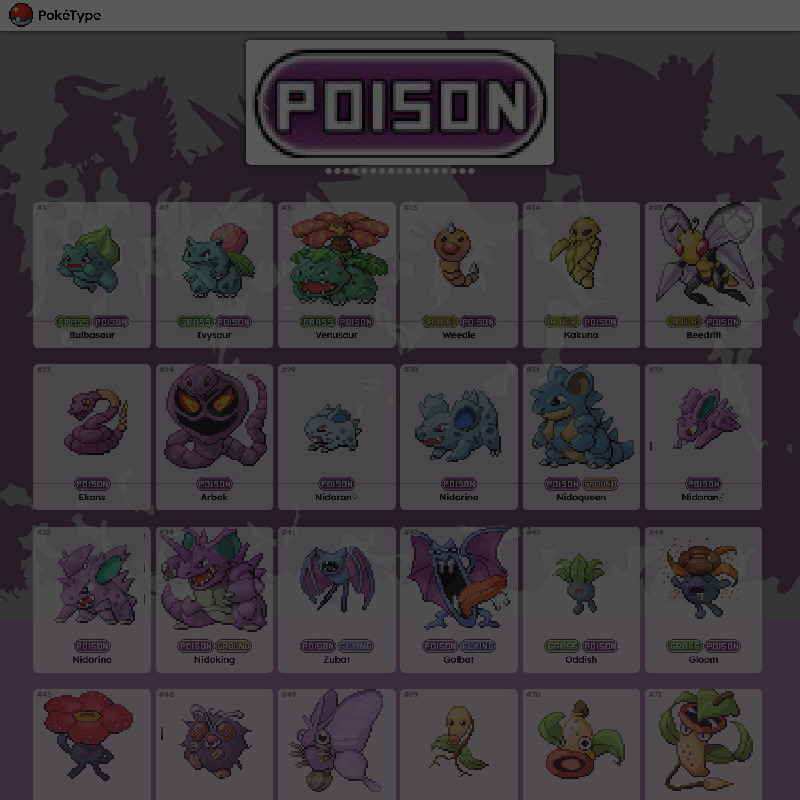 PokéType
POISON
#1 #2 #3 #13 #14 #15
GRASS POISON GRASS POISON GRASS POISON BUG POISON BUG POISON BUG POISON
Bulbasaur Ivysaur Venusaur Weedle Kakuna Beedrill
#23 #24 #29 #30 #31 #32
POISON POISON POISON POISON POISON GROUND POISON
Ekans Arbok Nidoran♀ Nidorina Nidoqueen Nidoran♂
#33 #34 #41 #42 #43 #44
POISON POISON GROUND POISON FLYING POISON FLYING GRASS POISON GRASS POISON
Nidorino Nidoking Zubat Golbat Oddish Gloom
#45 #48 #49 #69 #70 #71